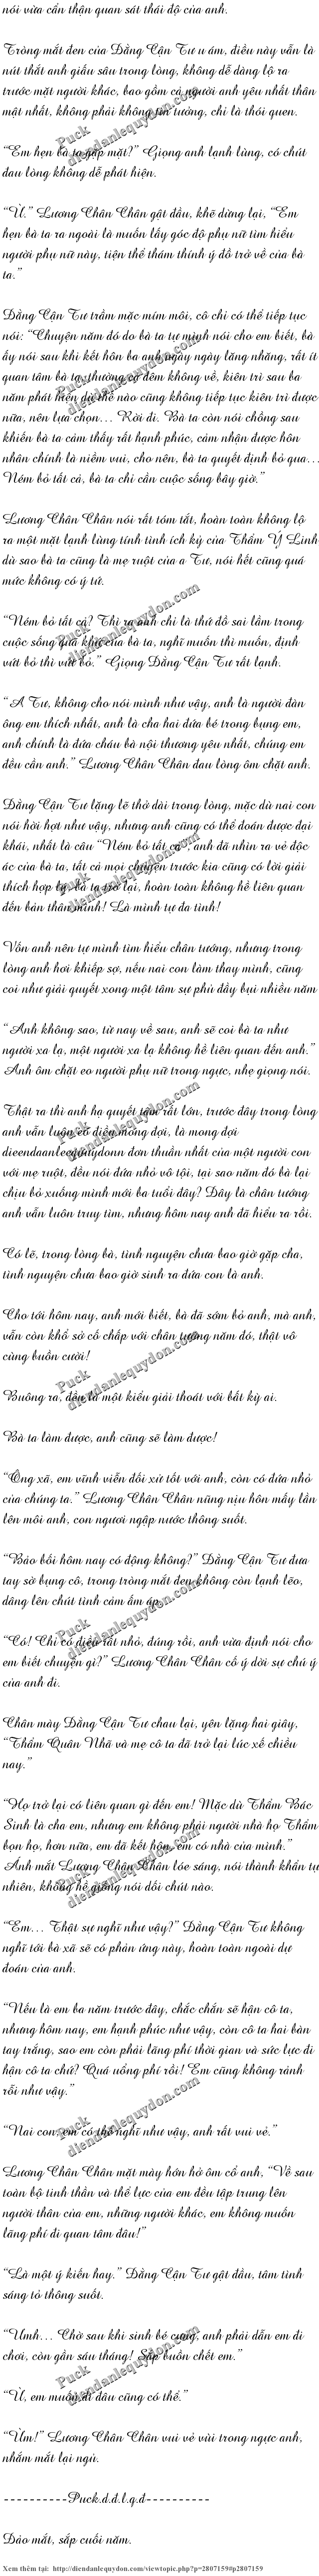 nói vừa cẩn thận quan sát thái độ của anh.
Tròng mắt đen của Đằng Cận Tư u ám, điều này vẫn là
nút thắt anh giấu sâu trong lòng, không dễ dàng lộ ra
trước mặt người khác, bao gồm cả người anh yêu nhất thân
mật nhất, không phải không tin tưởng, chỉ là thói quen.
“Em hẹn bà ta gặp mặt?” Giọng anh lạnh lùng, có chút
đau lòng không dễ phát hiện.
“Ừ.” Lương Chân Chân gật đầu, khẽ dừng lại, “Em
hẹn bà ta ra ngoài là muốn lấy góc độ phụ nữ tìm hiểu
người phụ nữ này, tiện thể thám thính ý đồ trở về của bà
ta.”
Đằng Cận Tư trầm mặc mím môi, cô chỉ có thể tiếp tục
nói: “Chuyện năm đó do bà ta tự mình nói cho em biết, bà
ấy nói sau khi kết hôn ba anh ngày ngày lăng nhăng, rất ít
quan tâm bà ta, thường cả đêm không về, kiên trì sau ba
năm phát hiện dù thế nào cũng không tiếp tục kiên trì được
nữa, nên lựa chọn… Rời đi. Bà ta còn nói chồng sau
khiến bà ta cảm thấy rất hạnh phúc, cảm nhận được hôn
nhân chính là niềm vui, cho nên, bà ta quyết định bỏ qua…
Ném bỏ tất cả, bà ta chỉ cần cuộc sống bây giờ.”
Lương Chân Chân nói rất tóm tắt, hoàn toàn không lộ
ra một mặt lạnh lùng tính tình ích kỷ của Thẩm Ý Linh
dù sao bà ta cũng là mẹ ruột của a Tư, nói hết cũng quá
mức không có ý tứ.
“Ném bỏ tất cả? Thì ra anh chỉ là thứ đồ sai lầm trong
cuộc sống quá khứ của bà ta, nghĩ muốn thì muốn, định
vứt bỏ thì vứt bỏ.” Giọng Đằng Cận Tư rất lạnh.
“A Tư, không cho nói mình như vậy, anh là người đàn
ông em thích nhất, anh là cha hai đứa bé trong bụng em,
anh chính là đứa cháu bà nội thương yêu nhất, chúng em
đều cần anh.” Lương Chân Chân đau lòng ôm chặt anh.
Đằng Cận Tư lặng lẽ thở dài trong lòng, mặc dù nai con
nói hời hợt như vậy, nhưng anh cũng có thể đoán được đại
khái, nhất là câu “Ném bỏ tất cả”, anh đã nhìn ra vẻ độc
ác của bà ta, tất cả mọi chuyện trước kia cũng có lời giải
thích hợp lý, bà ta trở lại, hoàn toàn không hề liên quan
đến bản thân mình! Là mình tự đa tình!
Vốn anh nên tự mình tìm hiểu chân tướng, nhưng trong
lòng anh hơi khiếp sợ, nếu nai con làm thay mình, cũng
coi như giải quyết xong một tâm sự phủ đầy bụi nhiều năm
“Anh không sao, từ nay về sau, anh sẽ coi bà ta như
người xa lạ, một người xa lạ không hề liên quan đến anh.”
Anh ôm chặt eo người phụ nữ trong ngực, nhẹ giọng nói.
Thật ra thì anh hạ quyết tâm rất lớn, trước đây trong lòng
anh vẫn luôn có điều mong đợi, là mong đợi
dieendanleequyddonn đơn thuần nhất của một người con
với mẹ ruột, đều nói đứa nhỏ vô tội, tại sao năm đó bà lại
chịu bỏ xuống mình mới ba tuổi đây? Đây là chân tướng
anh vẫn luôn truy tìm, nhưng hôm nay anh đã hiểu ra rồi.
Có lẽ, trong lòng bà, tình nguyện chưa bao giờ gặp cha,
tình nguyện chưa bao giờ sinh ra đứa con là anh.
Cho tới hôm nay, anh mới biết, bà đã sớm bỏ anh, mà anh,
vẫn còn khổ sở cố chấp với chân tướng năm đó, thật vô
cùng buồn cười!
Buông ra, đều là một kiểu giải thoát với bất kỳ ai.
Bà ta làm được, anh cũng sẽ làm được!
“Ông xã, em vĩnh viễn đối xử tốt với anh, còn có đứa nhỏ
của chúng ta.” Lương Chân Chân nũng nịu hôn mấy lần
lên môi anh, con ngươi ngập nước thông suốt.
“Bảo bối hôm nay có động không?” Đằng Cận Tư đưa
tay sờ bụng cô, trong tròng mắt đen không còn lạnh lẽo,
dâng lên chút tình cảm ấm áp.
“Có! Chỉ có điều rất nhỏ, đúng rồi, anh vừa định nói cho
em biết chuyện gì?” Lương Chân Chân cố ý dời sự chú ý
của anh đi.
Chân mày Đằng Cận Tư chau lại, yên lặng hai giây,
“Thẩm Quân Nhã và mẹ cô ta đã trở lại lúc xế chiều
nay.”
“Họ trở lại có liên quan gì đến em! Mặc dù Thẩm Bác
Sinh là cha em, nhưng em không phải người nhà họ Thẩm
bọn họ, hơn nữa, em đã kết hôn, em có nhà của mình.”
Ánh mắt Lương Chân Chân lóe sáng, nói thành khẩn tự
nhiên, không hề giống nói dối chút nào.
“Em… Thật sự nghĩ như vậy?” Đằng Cận Tư không
nghĩ tới bà xã sẽ có phản ứng này, hoàn toàn ngoài dự
đoán của anh.
“Nếu là em ba năm trước đây, chắc chắn sẽ hận cô ta,
nhưng hôm nay, em hạnh phúc như vậy, còn cô ta hai bàn
tay trắng, sao em còn phải lãng phí thời gian và sức lực đi
hận cô ta chứ? Quá uổng phí rồi! Em cũng không rảnh
rỗi như vậy.”
“Nai con, em có thể nghĩ như vậy, anh rất vui vẻ.”
Lương Chân Chân mặt mày hớn hở ôm cổ anh, “Về sau
toàn bộ tinh thần và thể lực của em đều tập trung lên
người thân của em, những người khác, em không muốn
lãng phí đi quan tâm đâu!”
“Là một ý kiến hay.” Đằng Cận Tư gật đầu, tâm tình
sáng tỏ thông suốt.
“Umh… Chờ sau khi sinh bé cưng, anh phải dẫn em đi
chơi, còn gần sáu tháng! Sắp buồn chết em.”
“Ừ, em muốn đi đâu cũng có thể.”
“Ừm!” Lương Chân Chân vui vẻ vùi trong ngực anh,
nhắm mắt lại ngủ.
----------Puck.d.d.l.q.d----------
Đảo mắt, sắp cuối năm.
Xem thêm tại: http://diendanlequydon.com/viewtopic.php?p=2807159#p2807159